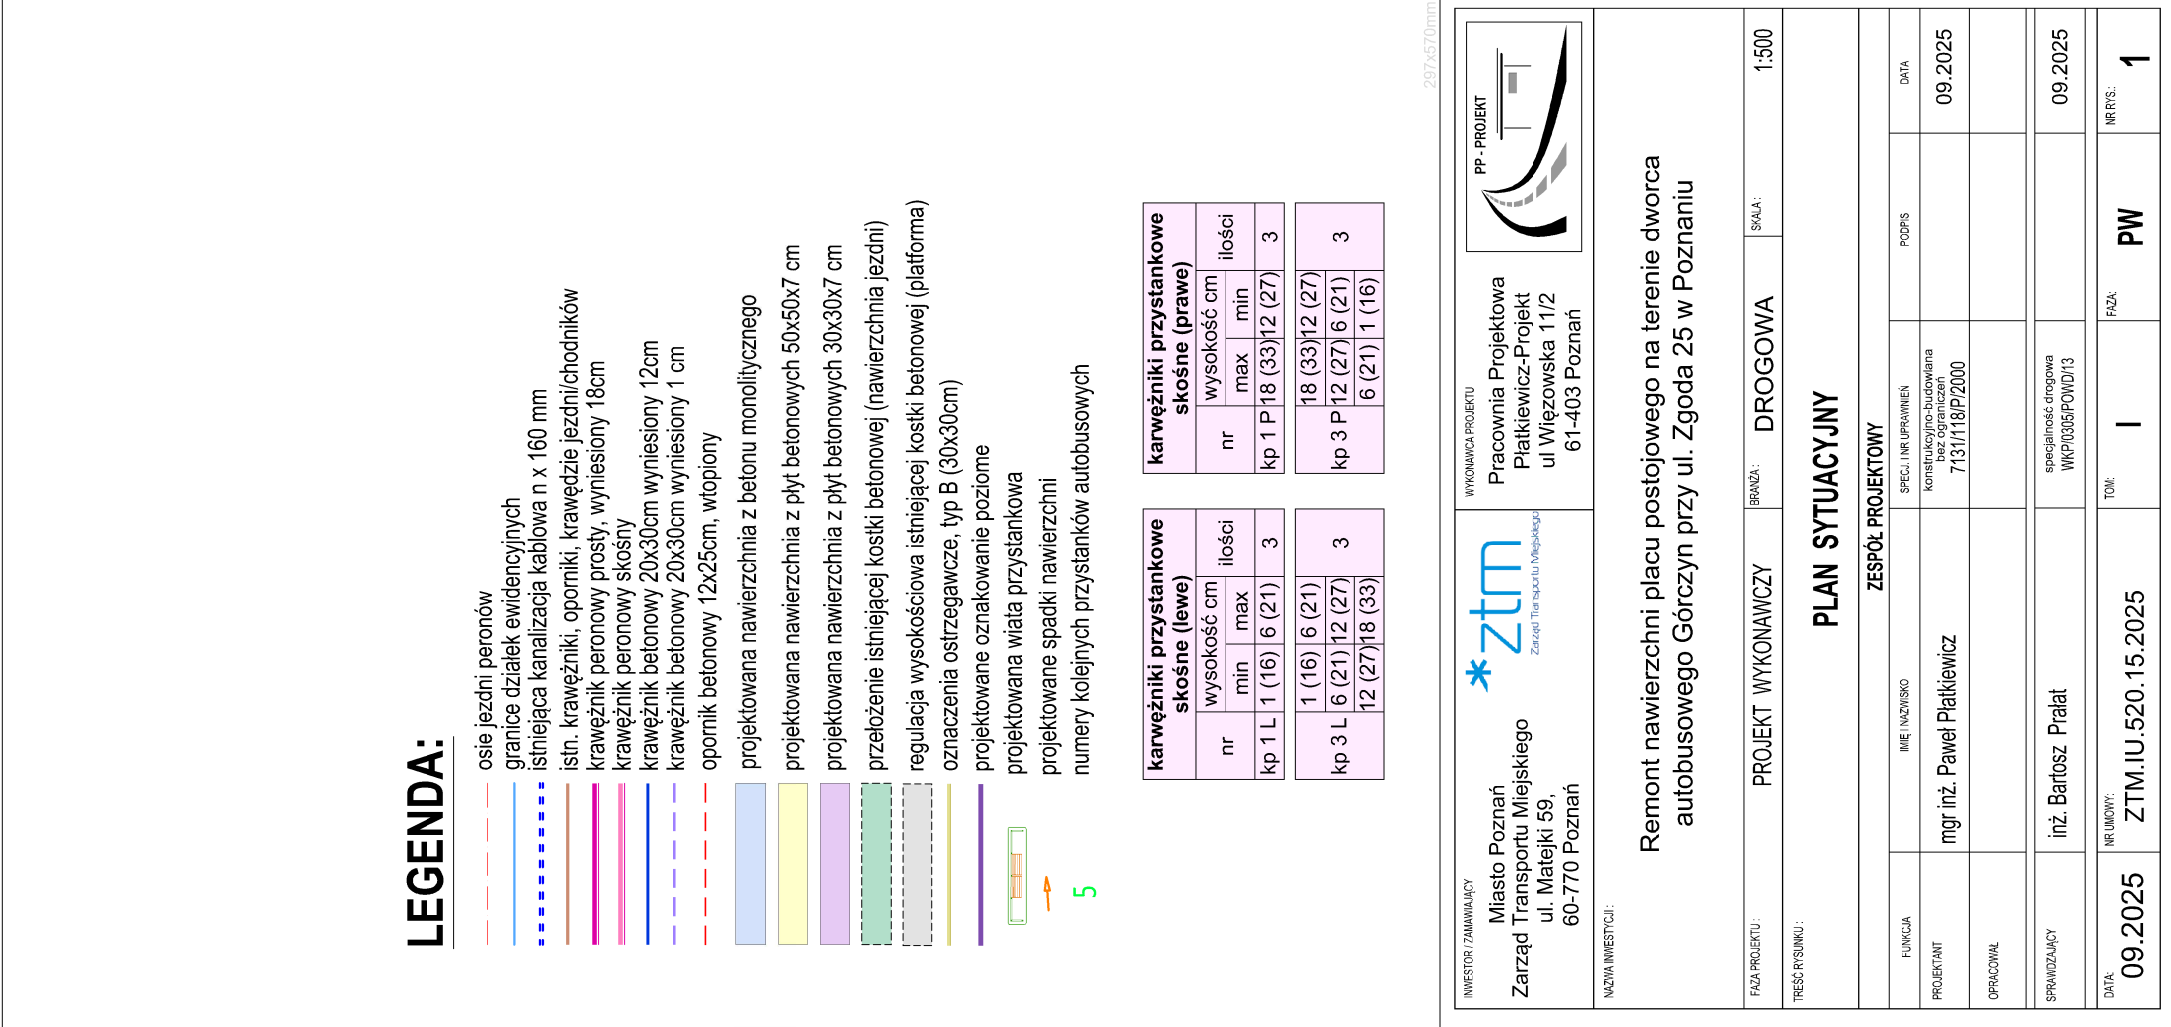 LEGENDA:
osie jezdni peronów
granice działek ewidencyjnych
istniejąca kanalizacja kablowa n x 160 mm
istn. krawężniki, oporniki, krawędzie jezdni/chodników
krawężnik peronowy prosty, wyniesiony 18cm
krawężnik peronowy skośny
krawężnik betonowy 20x30cm wyniesiony 12cm
krawężnik betonowy 20x30cm wyniesiony 1 cm
opornik betonowy 12x25cm, wtopiony
projektowana nawierzchnia z betonu monolitycznego
projektowana nawierzchnia z płyt betonowych 50x50x7 cm
projektowana nawierzchnia z płyt betonowych 30x30x7 cm
przełożenie istniejącej kostki betonowej (nawierzchnia jezdni)
regulacja wysokościowa istniejącej kostki betonowej (platforma)
oznaczenia ostrzegawcze, typ B (30x30cm)
projektowane oznakowanie poziome
projektowana wiata przystankowa
projektowane spadki nawierzchni
5 numery kolejnych przystanków autobusowych
karwężniki przystankowe
skośne (lewe)
nr wysokość cm ilości
min max
kp 1 L 1 (16) 6 (21) 3
kp 3 L 1 (16) 6 (21) 3
6 (21) 12 (27)
12 (27) 18 (33)
karwężniki przystankowe
skośne (prawe)
nr wysokość cm ilości
max min
kp 1 P 18 (33) 12 (27) 3
kp 3 P 18 (33) 12 (27) 3
12 (27) 6 (21)
6 (21) 1 (16)
297x570mm
INWESTOR / ZAMAWIAJĄCY
Miasto Poznań
Zarząd Transportu Miejskiego
ul. Matejki 59,
60-770 Poznań
ztm
Zarząd Transportu Miejskiego
WYKONAWCA PROJEKTU
Pracownia Projektowa
Płatkiewicz-Projekt
ul Więzowska 11/2
61-403 Poznań
PP - PROJEKT
NAZWA INWESTYCJI :
Remont nawierzchni placu postojowego na terenie dworca
autobusowego Górczyn przy ul. Zgoda 25 w Poznaniu
FAZA PROJEKTU : PROJEKT WYKONAWCZY
BRANŻA : DROGOWA
SKALA : 1:500
TREŚĆ RYSUNKU :
PLAN SYTUACYJNY
ZESPÓŁ PROJEKTOWY
FUNKCJA IMIĘ I NAZWISKO SPECJ. I NR UPRAWNIEŃ PODPIS DATA
PROJEKTANT mgr inż. Paweł Płatkiewicz konstrukcyjno-budowlana
bez ograniczeń
7131/118/P/2000
09.2025
OPRACOWAŁ
SPRAWDZAJĄCY inż. Bartosz Prałat specjalność drogowa
WKP/0305/POWD/13
09.2025
DATA: 09.2025
NR UMOWY: ZTM.IU.520.15.2025
TOM: I
FAZA: PW
NR RYS.: 1